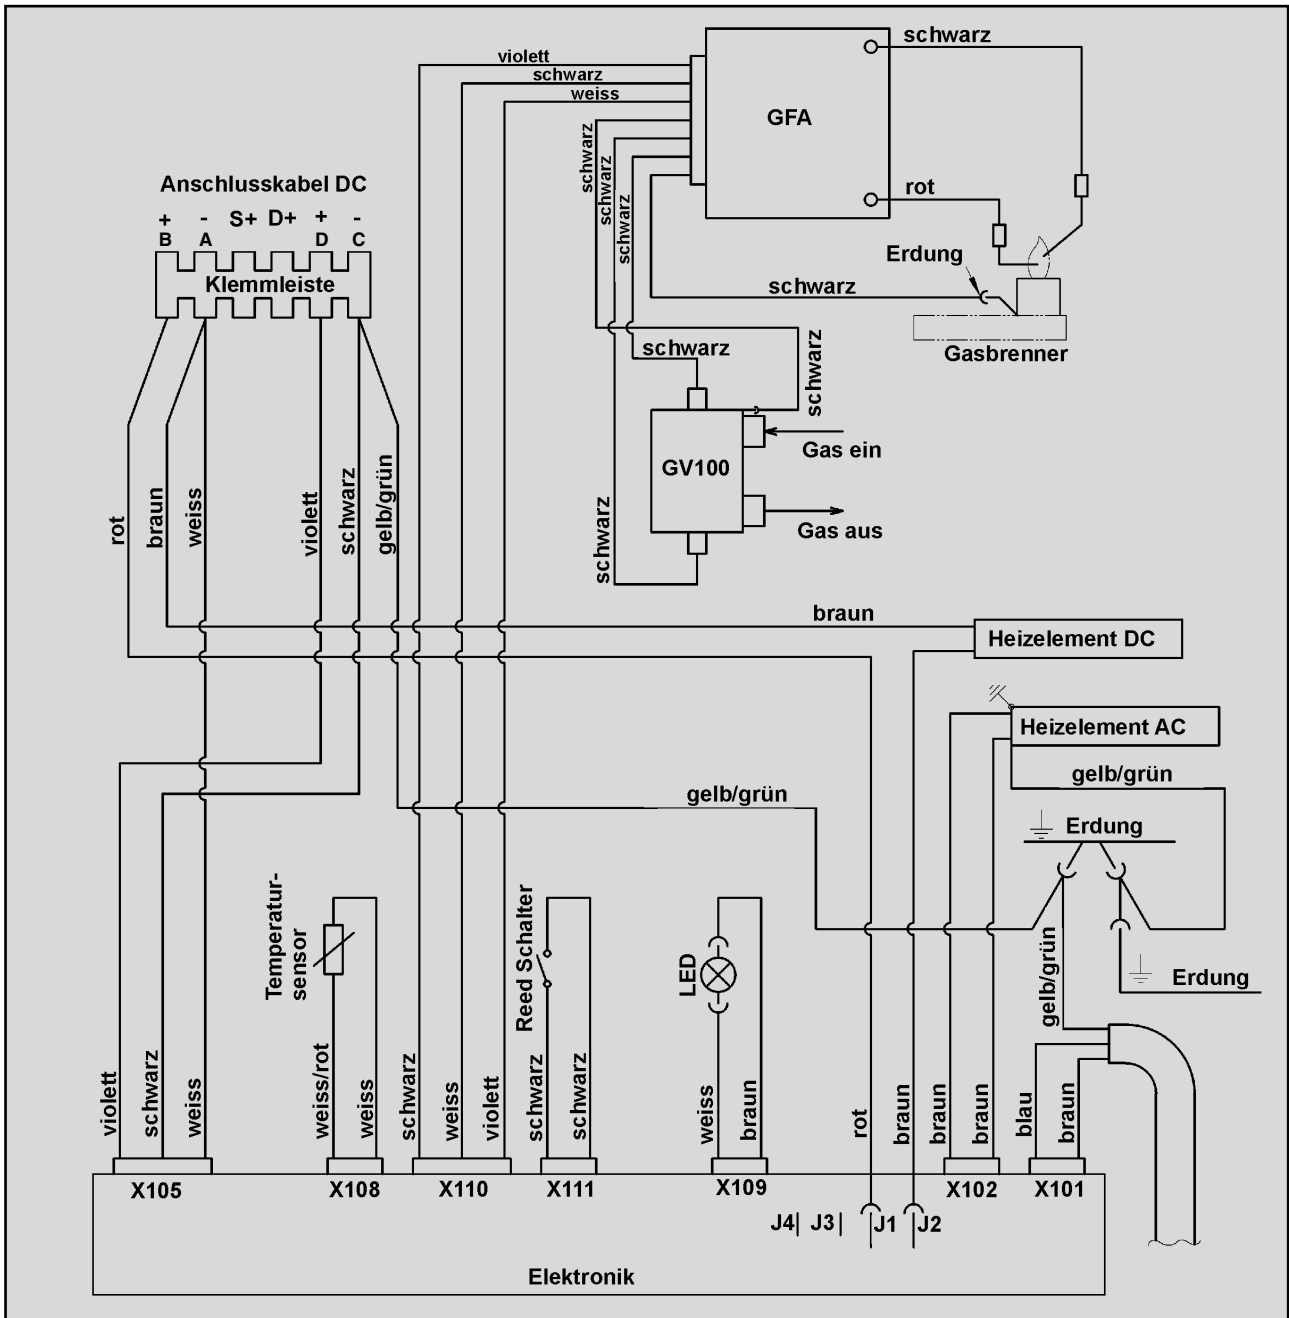 schwarz
violett
schwarz
weiss
GFA
schwarz
schwarz
schwarz
Anschlusskabel DC
rot
+ - S+ D+ + -
B A D C
Erdung
Klemmleiste
schwarz
schwarz
Gasbrenner
schwarz
Gas ein
GV100
rot
braun
weiss
violett
schwarz
gelb/grün
schwarz
Gas aus
braun
Heizelement DC
Heizelement AC
gelb/grün
gelb/grün
Erdung
Temperatur-
sensor
Reed Schalter
LED
gelb/grün
Erdung
violett
schwarz
weiss
weiss/rot
weiss
schwarz
weiss
violett
schwarz
schwarz
weiss
braun
rot
braun
braun
braun
blau
braun
X105
X108
X110
X111
X109
X102
X101
J4 J3 J1 J2
Elektronik